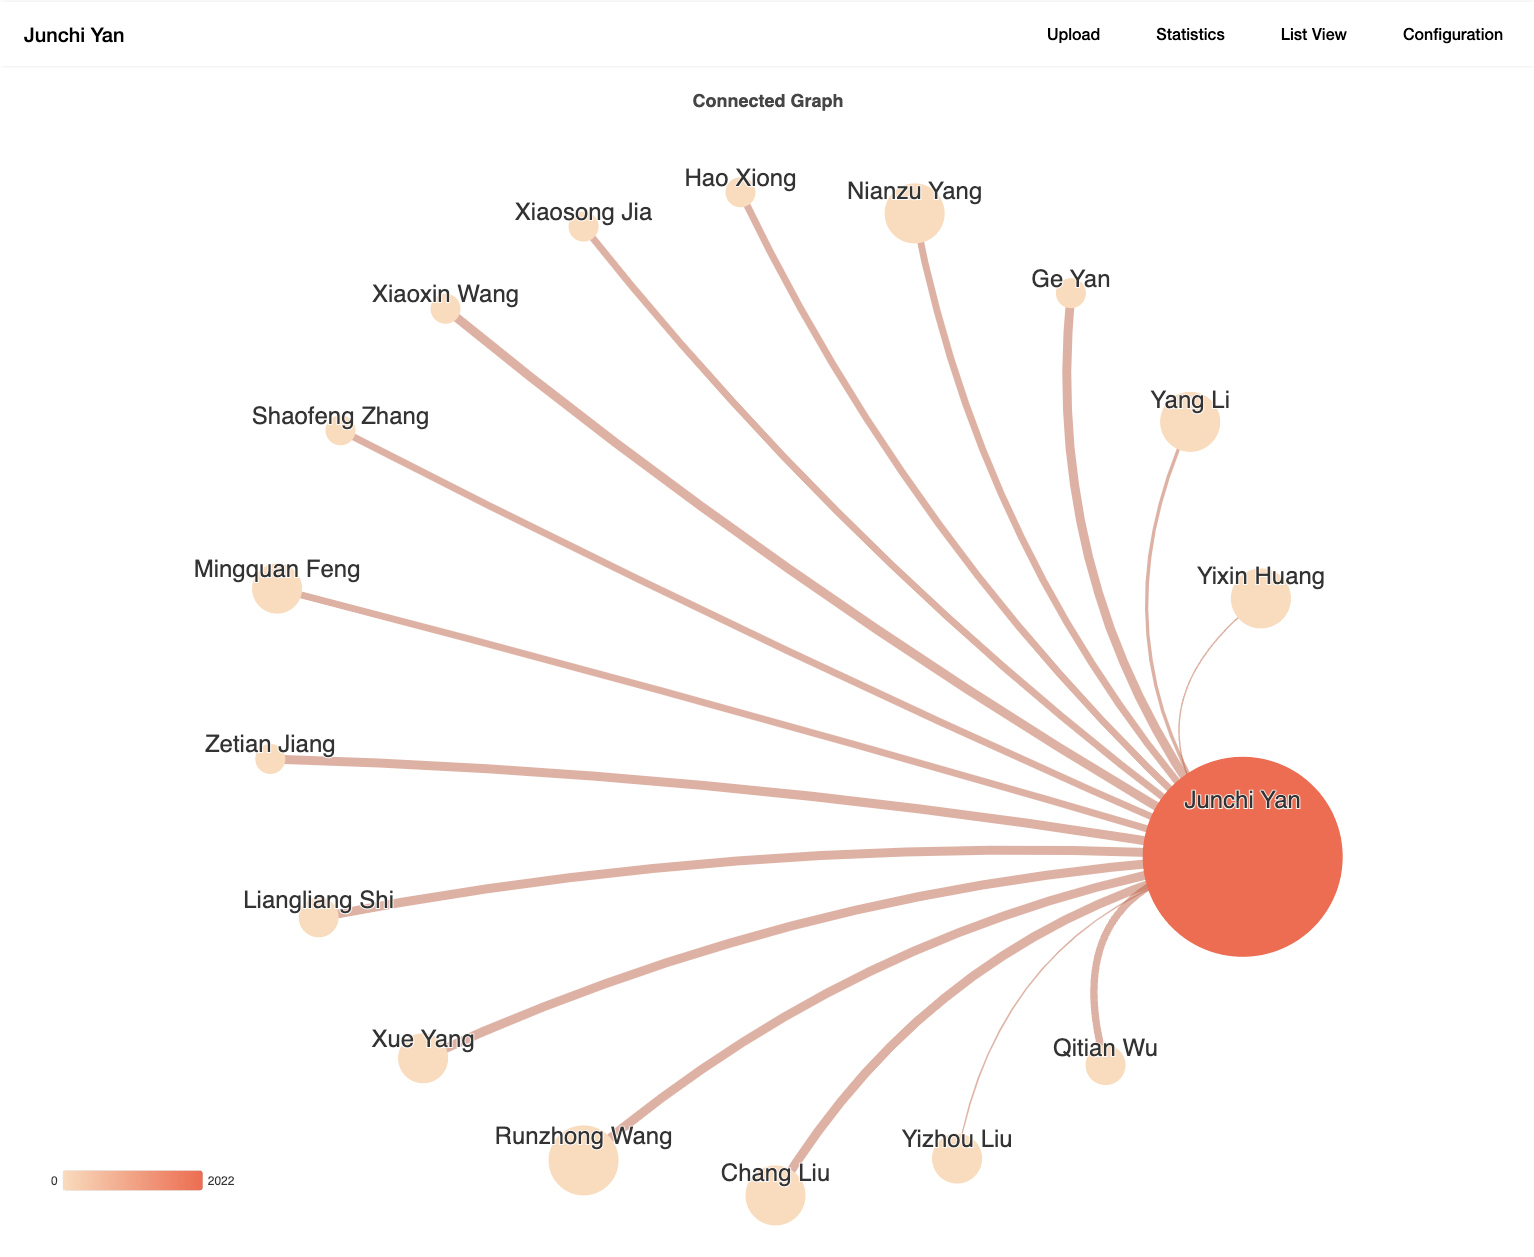 Junchi Yan
Upload
Statistics
List View
Configuration
Connected Graph
Hao Xiong
Nianzu Yang
Xiaosong Jia
Ge Yan
Xiaoxin Wang
Yang Li
Shaofeng Zhang
Mingquan Feng
Yixin Huang
Zetian Jiang
Junchi Yan
Liangliang Shi
Xue Yang
Qitian Wu
Runzhong Wang
Yizhou Liu
Chang Liu
0
2022